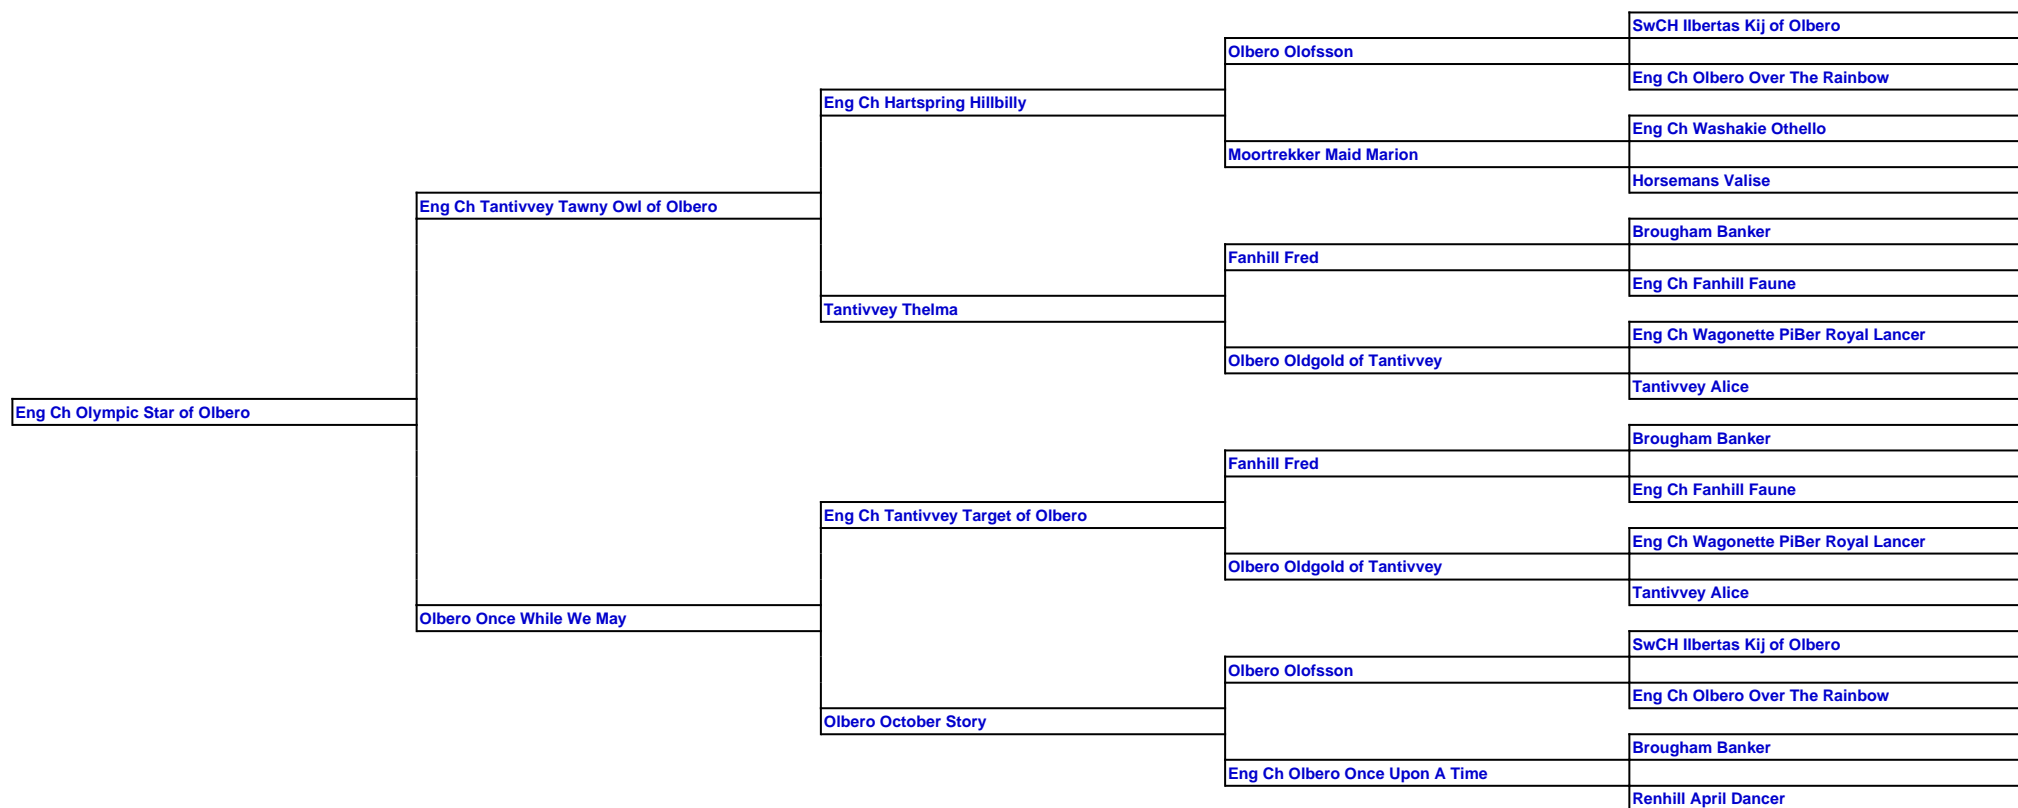 SwCH Ilbertas Kij of Olbero
Olbero Olofsson
Eng Ch Olbero Over The Rainbow
Eng Ch Hartspring Hillbilly
Eng Ch Washakie Othello
Moortrekker Maid Marion
Horsemans Valise
Eng Ch Tantivvey Tawny Owl of Olbero
Brougham Banker
Fanhill Fred
Eng Ch Fanhill Faune
Tantivvey Thelma
Eng Ch Wagonette PiBer Royal Lancer
Olbero Oldgold of Tantivvey
Tantivvey Alice
Eng Ch Olympic Star of Olbero
Brougham Banker
Fanhill Fred
Eng Ch Fanhill Faune
Eng Ch Tantivvey Target of Olbero
Eng Ch Wagonette PiBer Royal Lancer
Olbero Oldgold of Tantivvey
Tantivvey Alice
Olbero Once While We May
SwCH Ilbertas Kij of Olbero
Olbero Olofsson
Eng Ch Olbero Over The Rainbow
Olbero October Story
Brougham Banker
Eng Ch Olbero Once Upon A Time
Renhill April Dancer